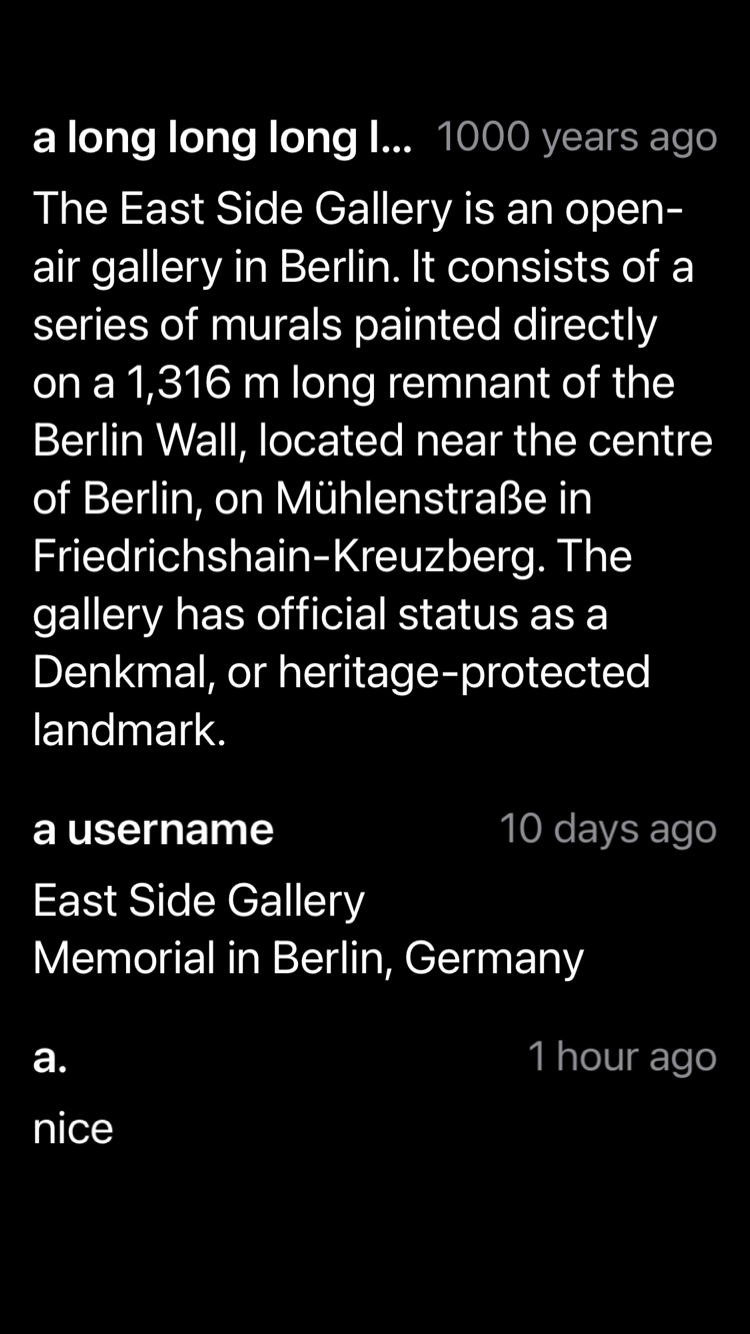 a long long long l... 1000 years ago
The East Side Gallery is an open-
air gallery in Berlin. It consists of a
series of murals painted directly
on a 1,316 m long remnant of the
Berlin Wall, located near the centre
of Berlin, on Mühlenstraße in
Friedrichshain-Kreuzberg. The
gallery has official status as a
Denkmal, or heritage-protected
landmark.
a username 10 days ago
East Side Gallery
Memorial in Berlin, Germany
a. 1 hour ago
nice